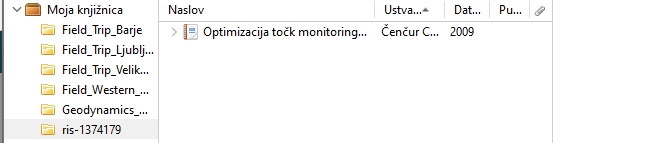 Moja knjižnica
Field_Trip_Barje
Field_Trip_Ljublj...
Field_Trip_Velik...
Field_Western_...
Geodynamics_...
ris-1374179
Naslov Ustva... Dat... Pu...
Optimizacija točk monitoring... Čenčur C... 2009